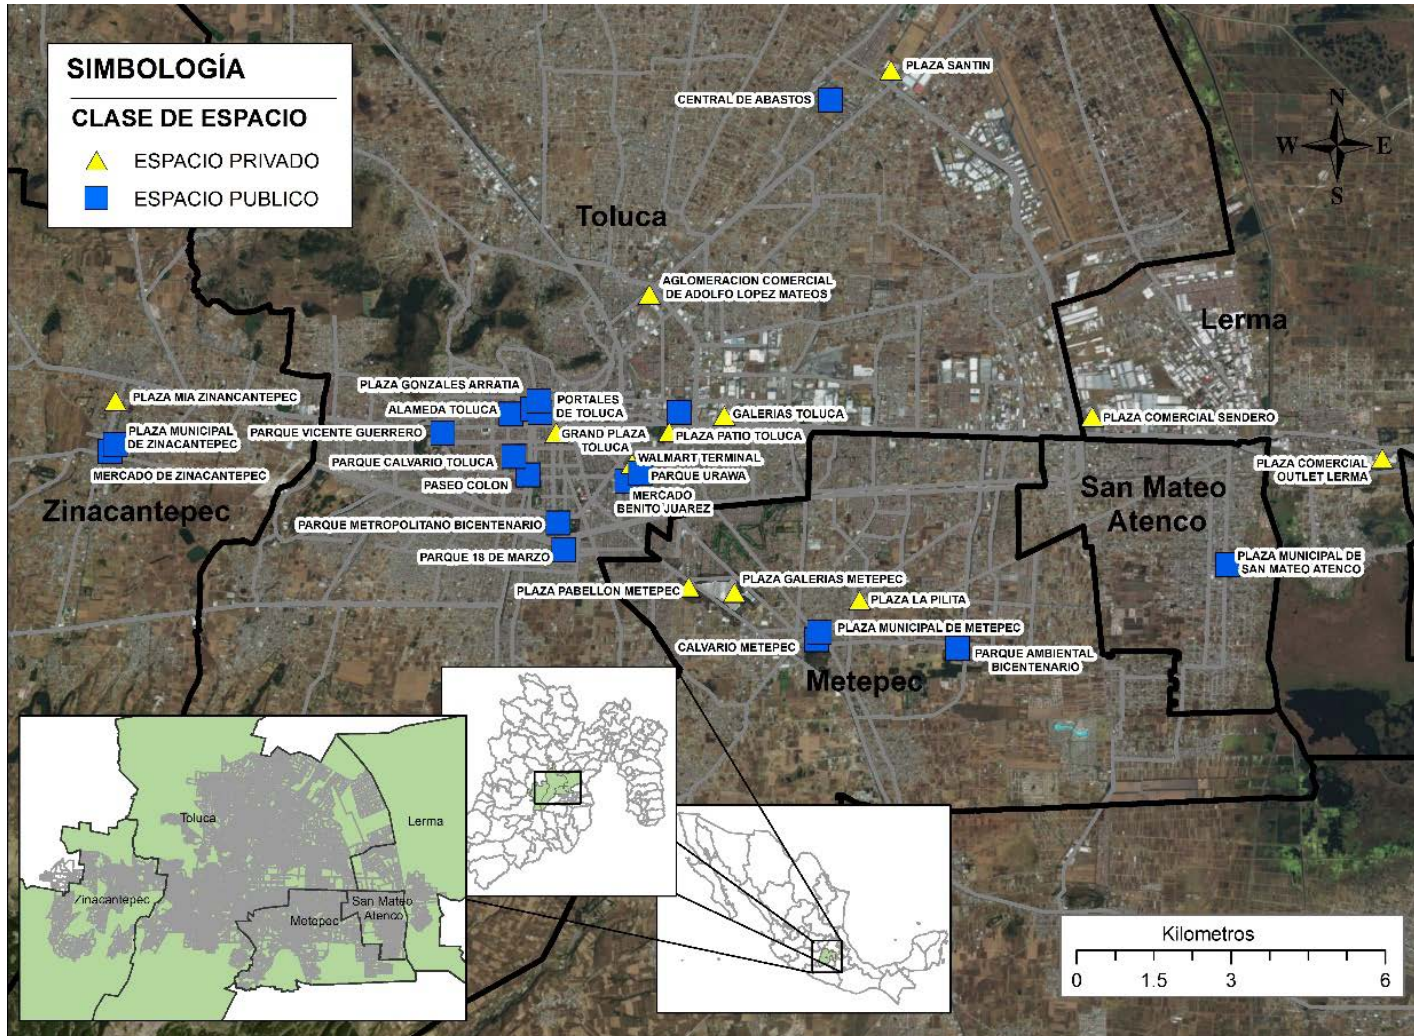 SIMBOLOGÍA
CLASE DE ESPACIO
ESPACIO PRIVADO
ESPACIO PUBLICO
PLAZA SANTIN
CENTRAL DE ABASTOS
N
W E
S
Toluca
AGLOMERACION COMERCIAL
DE ADOLFO LOPEZ MATEOS
Lerma
PLAZA GONZALES ARRATIA
PLAZA MIA ZINANCANTEPEC
ALAMEDA TOLUCA
PORTALES
DE TOLUCA
GALERIAS TOLUCA
PLAZA COMERCIAL SENDERO
PLAZA MUNICIPAL
DE ZINACANTEPEC
PARQUE VICENTE GUERRERO
GRAND PLAZA
TOLUCA
PLAZA PATIO TOLUCA
MERCADO DE ZINACANTEPEC
PARQUE CALVARIO TOLUCA
WALMART TERMINAL
PLAZA COMERCIAL
OUTLET LERMA
PASEO COLON
PARQUE URAWA
MERCADO
BENITO JUAREZ
San Mateo
Atenco
Zinacantepec
PARQUE METROPOLITANO BICENTENARIO
PARQUE 18 DE MARZO
PLAZA MUNICIPAL DE
SAN MATEO ATENCO
PLAZA PABELLON METEPEC
PLAZA GALERIAS METEPEC
PLAZA LA PILITA
PLAZA MUNICIPAL DE METEPEC
CALVARIO METEPEC
PARQUE AMBIENTAL
BICENTENARIO
Metepec
Toluca
Lerma
Zinacantepec
Metepec
San Mateo
Atenco
Kilometros
0 1.5 3 6